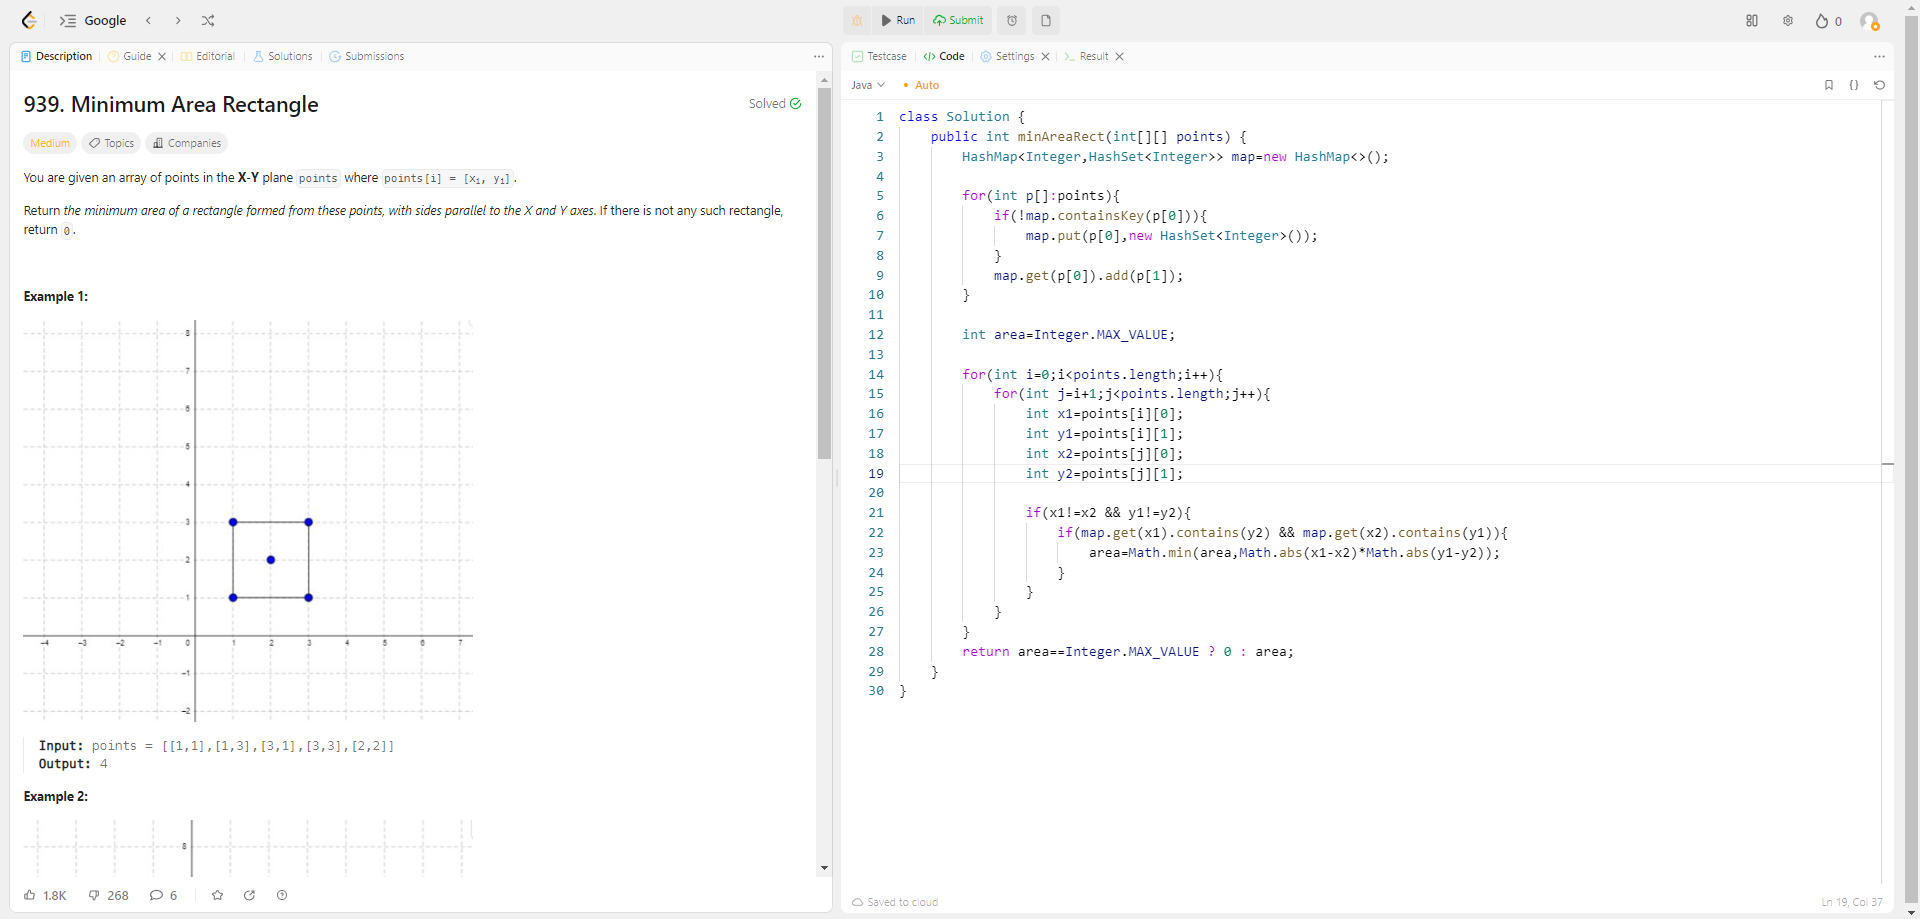 Google
Run
Submit
0
Description
Guide
Editorial
Solutions
Submissions
939. Minimum Area Rectangle
Solved
Medium
Topics
Companies
You are given an array of points in the X-Y plane points where points[i] = [xi, yi].
Return the minimum area of a rectangle formed from these points, with sides parallel to the X and Y axes. If there is not any such rectangle,
return 0.
Example 1:
8
7
6
5
4
3
2
1
-4 -3 -2 -1 0 1 2 3 4 5 6 7
-1
-2
Input: points = [[1,1],[1,3],[3,1],[3,3],[2,2]]
Output: 4
Example 2:
8
1.8K
268
6
Testcase
Code
Settings
Result
Java
Auto
1 class Solution {
2 public int minAreaRect(int[][] points) {
3 HashMap<Integer,HashSet<Integer>> map=new HashMap<>();
4
5 for(int p[]:points){
6 if(!map.containsKey(p[0])){
7 map.put(p[0],new HashSet<Integer>());
8 }
9 map.get(p[0]).add(p[1]);
10 }
11
12 int area=Integer.MAX_VALUE;
13
14 for(int i=0;i<points.length;i++){
15 for(int j=i+1;j<points.length;j++){
16 int x1=points[i][0];
17 int y1=points[i][1];
18 int x2=points[j][0];
19 int y2=points[j][1];
20
21 if(x1!=x2 && y1!=y2){
22 if(map.get(x1).contains(y2) && map.get(x2).contains(y1)){
23 area=Math.min(area,Math.abs(x1-x2)*Math.abs(y1-y2));
24 }
25 }
26 }
27 }
28 return area==Integer.MAX_VALUE ? 0 : area;
29 }
30 }
Saved to cloud
Ln 19, Col 37